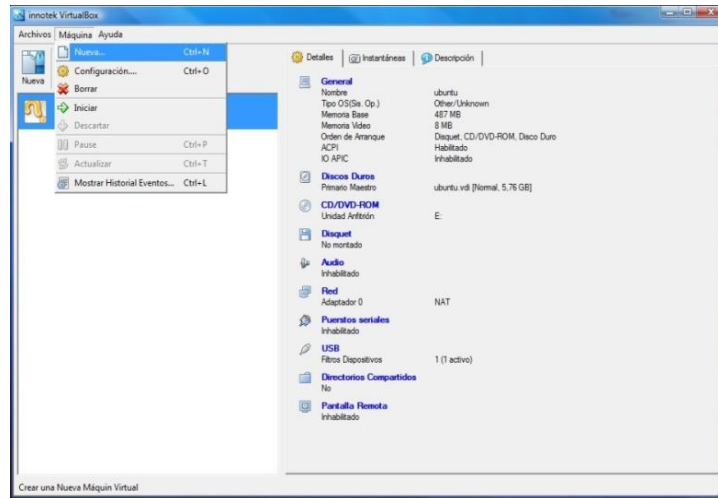 innotek VirtualBox
Archivos Máquina Ayuda
Nueva
Nueva... Ctrl+N
Configuración.... Ctrl+O
Borrar
Iniciar
Descartar
Pause Ctrl+P
Actualizar Ctrl+T
Mostrar Historial Eventos... Ctrl+L
Detalles Instantáneas Descripción
General
Nombre ubuntu
Tipo OS(Sis. Op.) Other/Unknown
Memoria Base 487 MB
Memoria Video 8 MB
Orden de Arranque Disquet, CD/DVD-ROM, Disco Duro
ACPI Habilitado
IO APIC Inhabilitado
Discos Duros
Primario Maestro ubuntu.vdi [Normal, 5,76 GB]
CD/DVD-ROM
Unidad Anfitrión E:
Disquet
No montado
Audio
Inhabilitado
Red
Adaptador 0 NAT
Puerstos seriales
Inhabilitado
USB
Filtros Dispositivos 1 (1 activo)
Directorios Compartidos
No
Pantalla Remota
Inhabilitado
Crear una Nueva Máquin Virtual